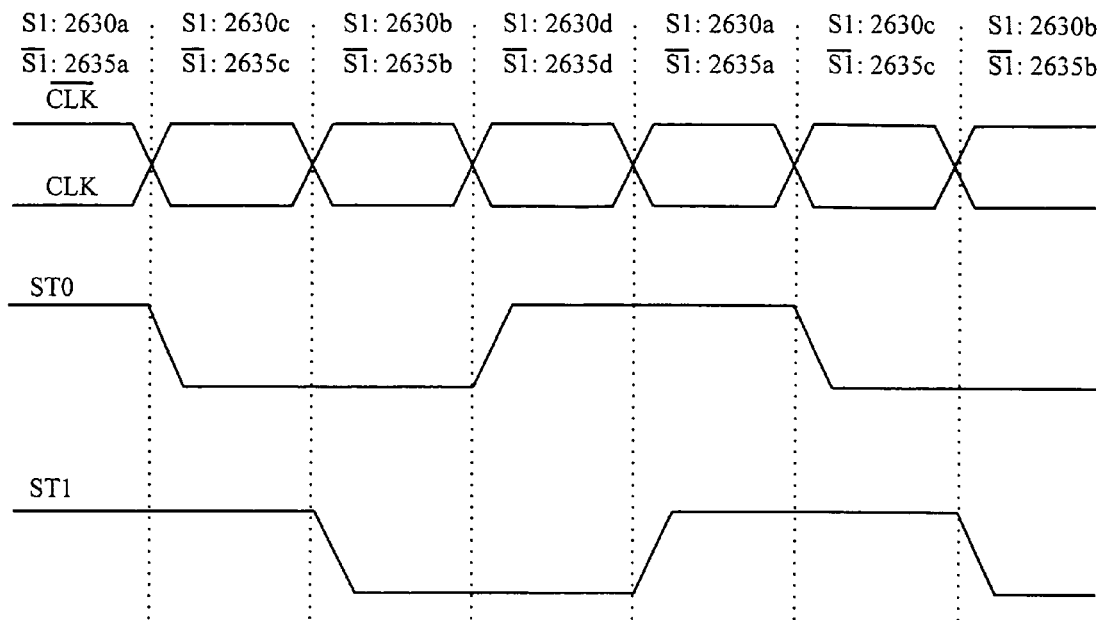 S1: 2630a S1: 2630c S1: 2630b S1: 2630d S1: 2630a S1: 2630c S1: 2630b
S̅1̅: 2635a S̅1̅: 2635c S̅1̅: 2635b S̅1̅: 2635d S̅1̅: 2635a S̅1̅: 2635c S̅1̅: 2635b
C̅L̅K̅
CLK
ST0
ST1